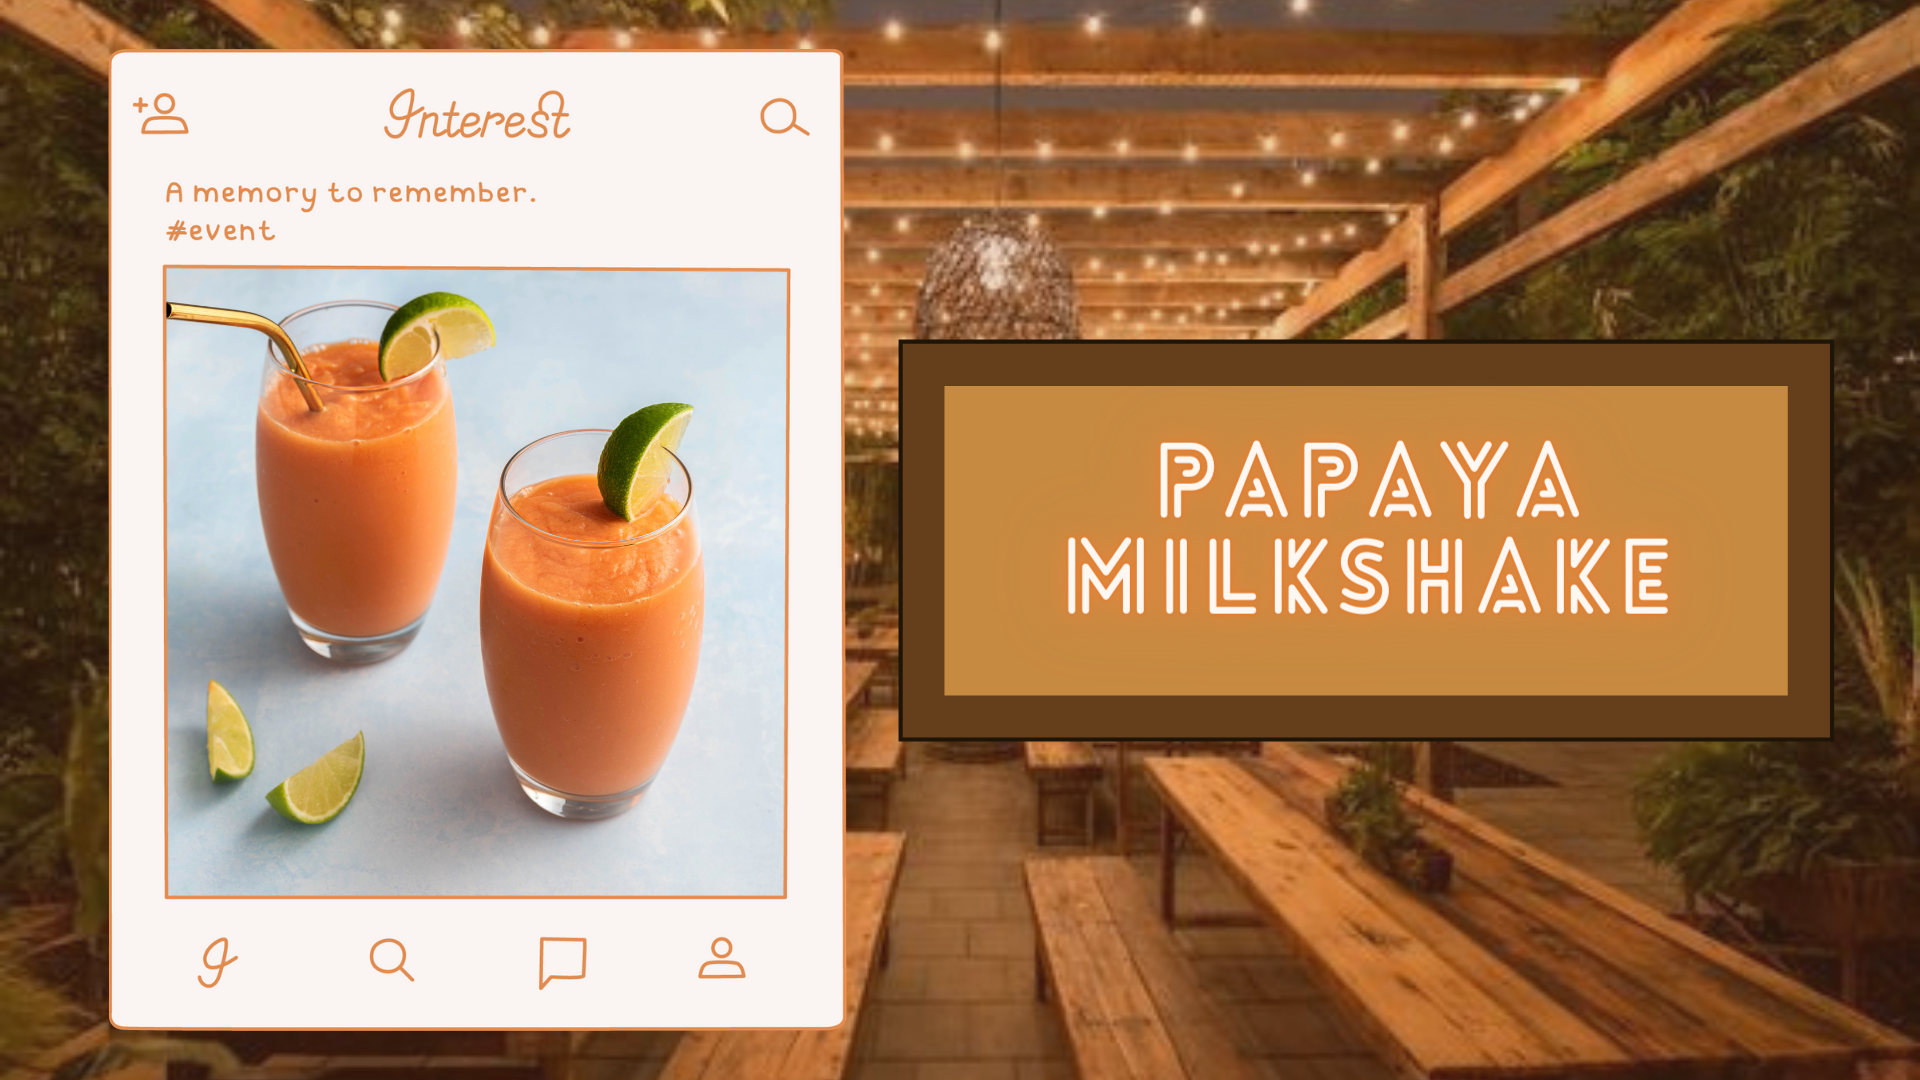 Interest
A memory to remember.
#event
PAPAYA
MILKSHAKE